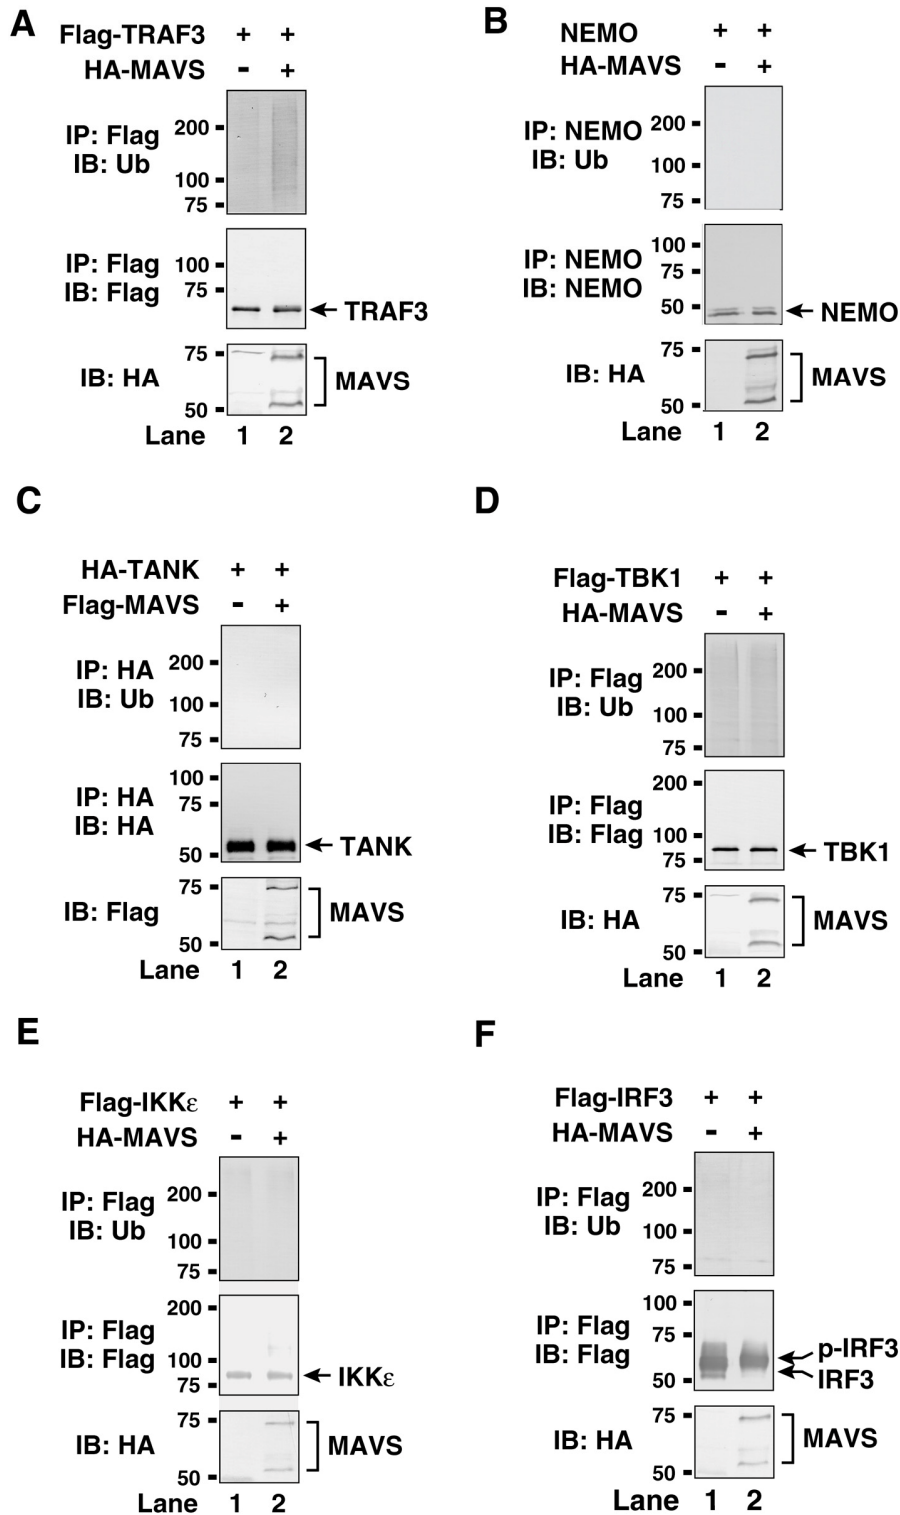 A
Flag-TRAF3 + +
HA-MAVS - +
IP: Flag
IB: Ub
200
100
75
IP: Flag
IB: Flag
100
75
TRAF3
IB: HA
75
50
MAVS
Lane 1 2
B
NEMO + +
HA-MAVS - +
IP: NEMO
IB: Ub
200
100
75
IP: NEMO
IB: NEMO
100
75
50
NEMO
IB: HA
75
50
MAVS
Lane 1 2
C
HA-TANK + +
Flag-MAVS - +
IP: HA
IB: Ub
200
100
75
IP: HA
IB: HA
100
75
50
TANK
IB: Flag
75
50
MAVS
Lane 1 2
D
Flag-TBK1 + +
HA-MAVS - +
IP: Flag
IB: Ub
200
100
75
IP: Flag
IB: Flag
200
100
75
TBK1
IB: HA
75
50
MAVS
Lane 1 2
E
Flag-IKKε + +
HA-MAVS - +
IP: Flag
IB: Ub
200
100
75
IP: Flag
IB: Flag
200
100
75
IKKε
IB: HA
75
50
MAVS
Lane 1 2
F
Flag-IRF3 + +
HA-MAVS - +
IP: Flag
IB: Ub
200
100
75
IP: Flag
IB: Flag
100
75
50
p-IRF3
IRF3
IB: HA
75
50
MAVS
Lane 1 2